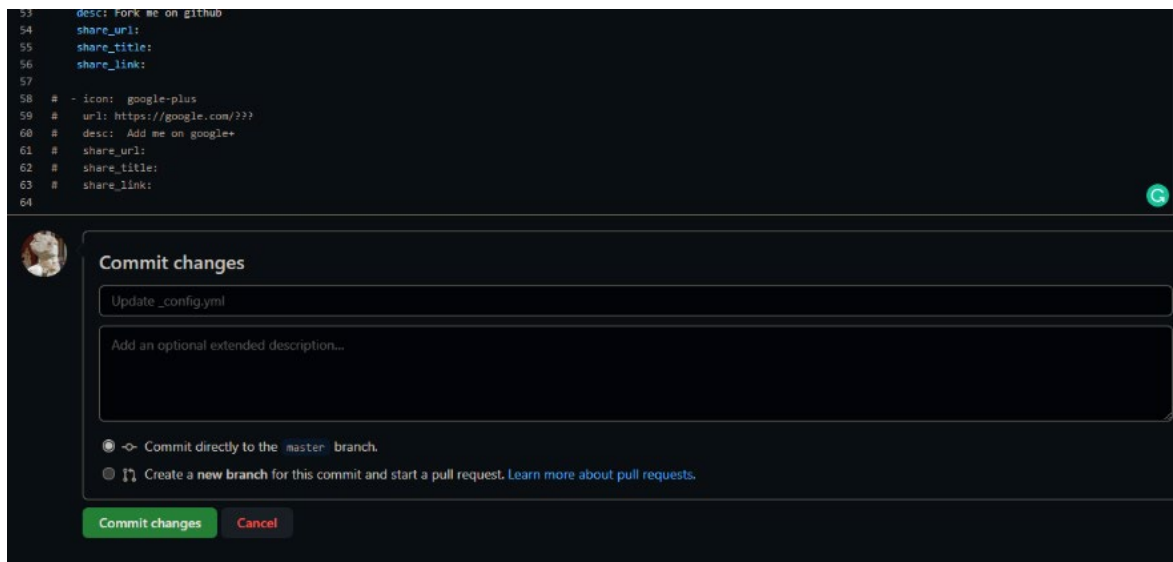 53 desc: Fork me on github
54 share_url:
55 share_title:
56 share_link:
57
58 # - icon: google-plus
59 # url: https://google.com/???
60 # desc: Add me on google+
61 # share_url:
62 # share_title:
63 # share_link:
64
Commit changes
Update _config.yml
Add an optional extended description...
Commit directly to the master branch.
Create a new branch for this commit and start a pull request. Learn more about pull requests.
Commit changes Cancel